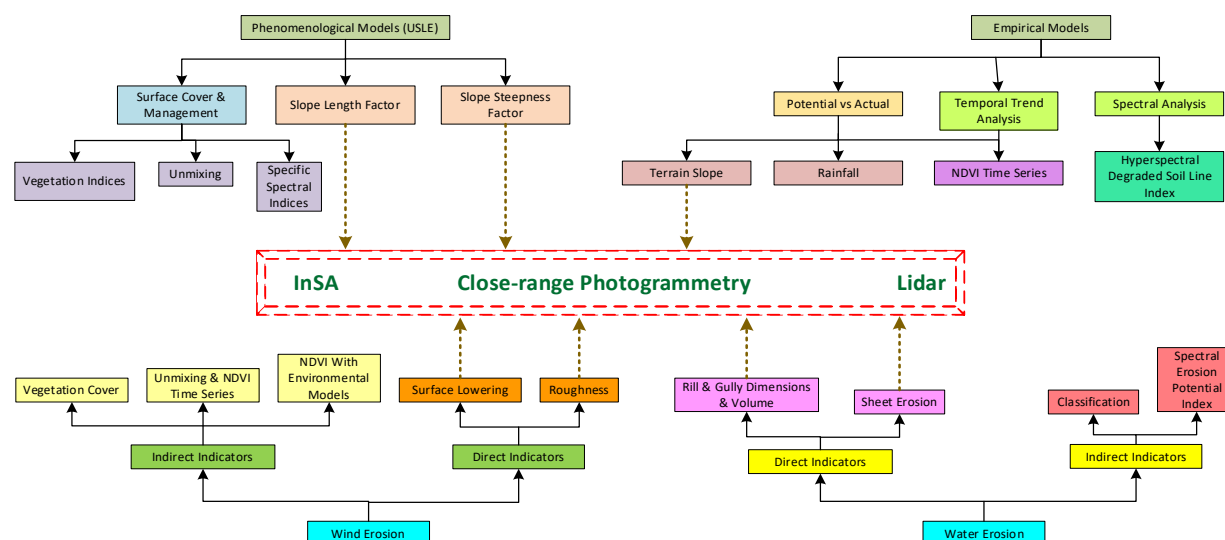 Phenomenological Models (USLE)
Empirical Models
Surface Cover &
Management
Slope Length Factor
Slope Steepness
Factor
Potential vs Actual
Temporal Trend
Analysis
Spectral Analysis
Vegetation Indices
Unmixing
Specific
Spectral
Indices
Terrain Slope
Rainfall
NDVI Time Series
Hyperspectral
Degraded Soil Line
Index
InSA
Close-range Photogrammetry
Lidar
Vegetation Cover
Unmixing & NDVI
Time Series
NDVI With
Environmental
Models
Surface Lowering
Roughness
Rill & Gully Dimensions
& Volume
Sheet Erosion
Classification
Spectral
Erosion
Potential
Index
Indirect Indicators
Direct Indicators
Direct Indicators
Indirect Indicators
Wind Erosion
Water Erosion